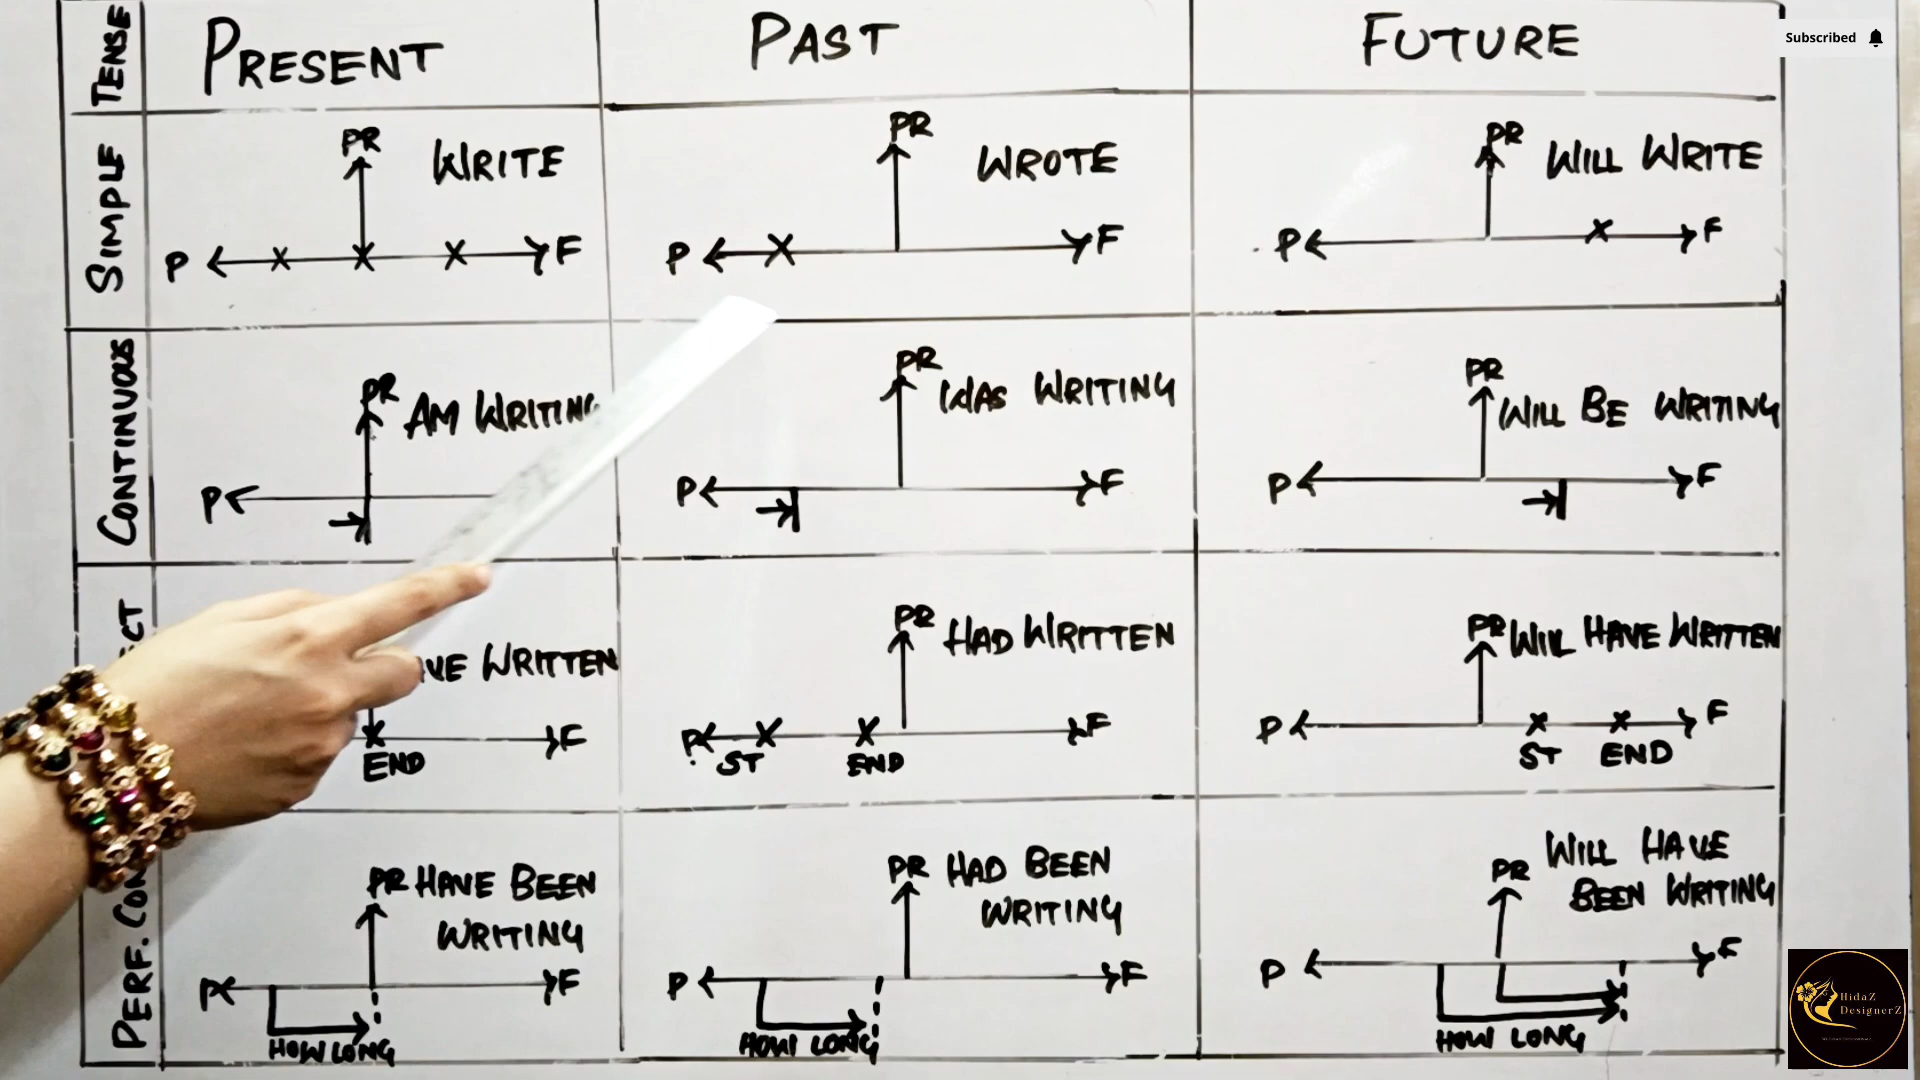 TENSE PRESENT PAST FUTURE
Subscribed
SIMPLE
PR WRITE
P F
PR WROTE
P F
PR WILL WRITE
P F
CONTINUOUS
PR AM WRITING
P
PR WAS WRITING
P F
PR WILL BE WRITING
P F
WRITTEN
F
END
PR HAD WRITTEN
P F
ST END
PR WILL HAVE WRITTEN
P F
ST END
PERF.
PR HAVE BEEN
WRITING
P F
HOW LONG
PR HAD BEEN
WRITING
P F
HOW LONG
PR WILL HAVE
BEEN WRITING
P F
HOW LONG
HidaZ
DesignerZ